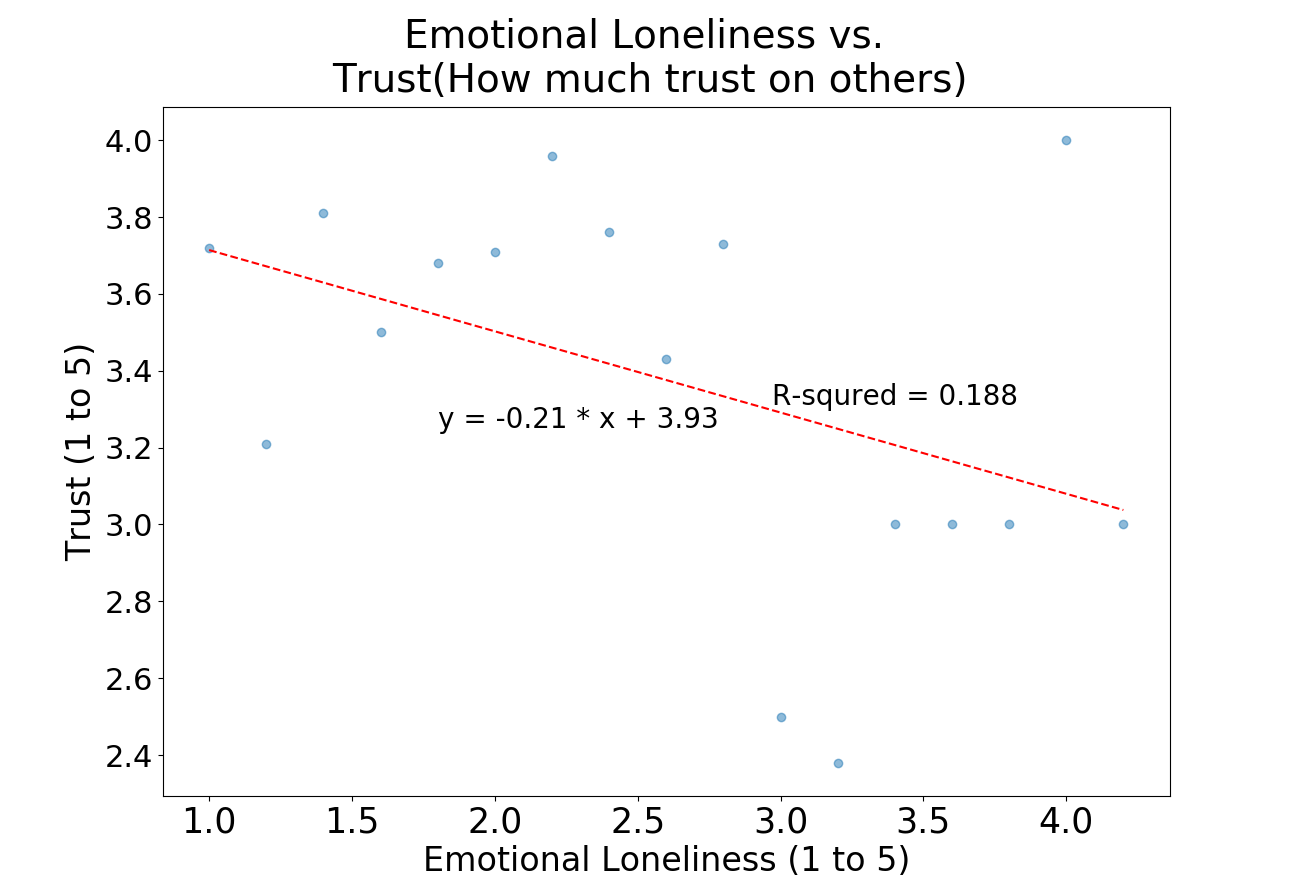 Emotional Loneliness vs.
Trust(How much trust on others)
4.0
3.8
3.6
3.4
3.2
3.0
2.8
2.6
2.4
Trust (1 to 5)
R-squred = 0.188
y = -0.21 * x + 3.93
1.0 1.5 2.0 2.5 3.0 3.5 4.0
Emotional Loneliness (1 to 5)